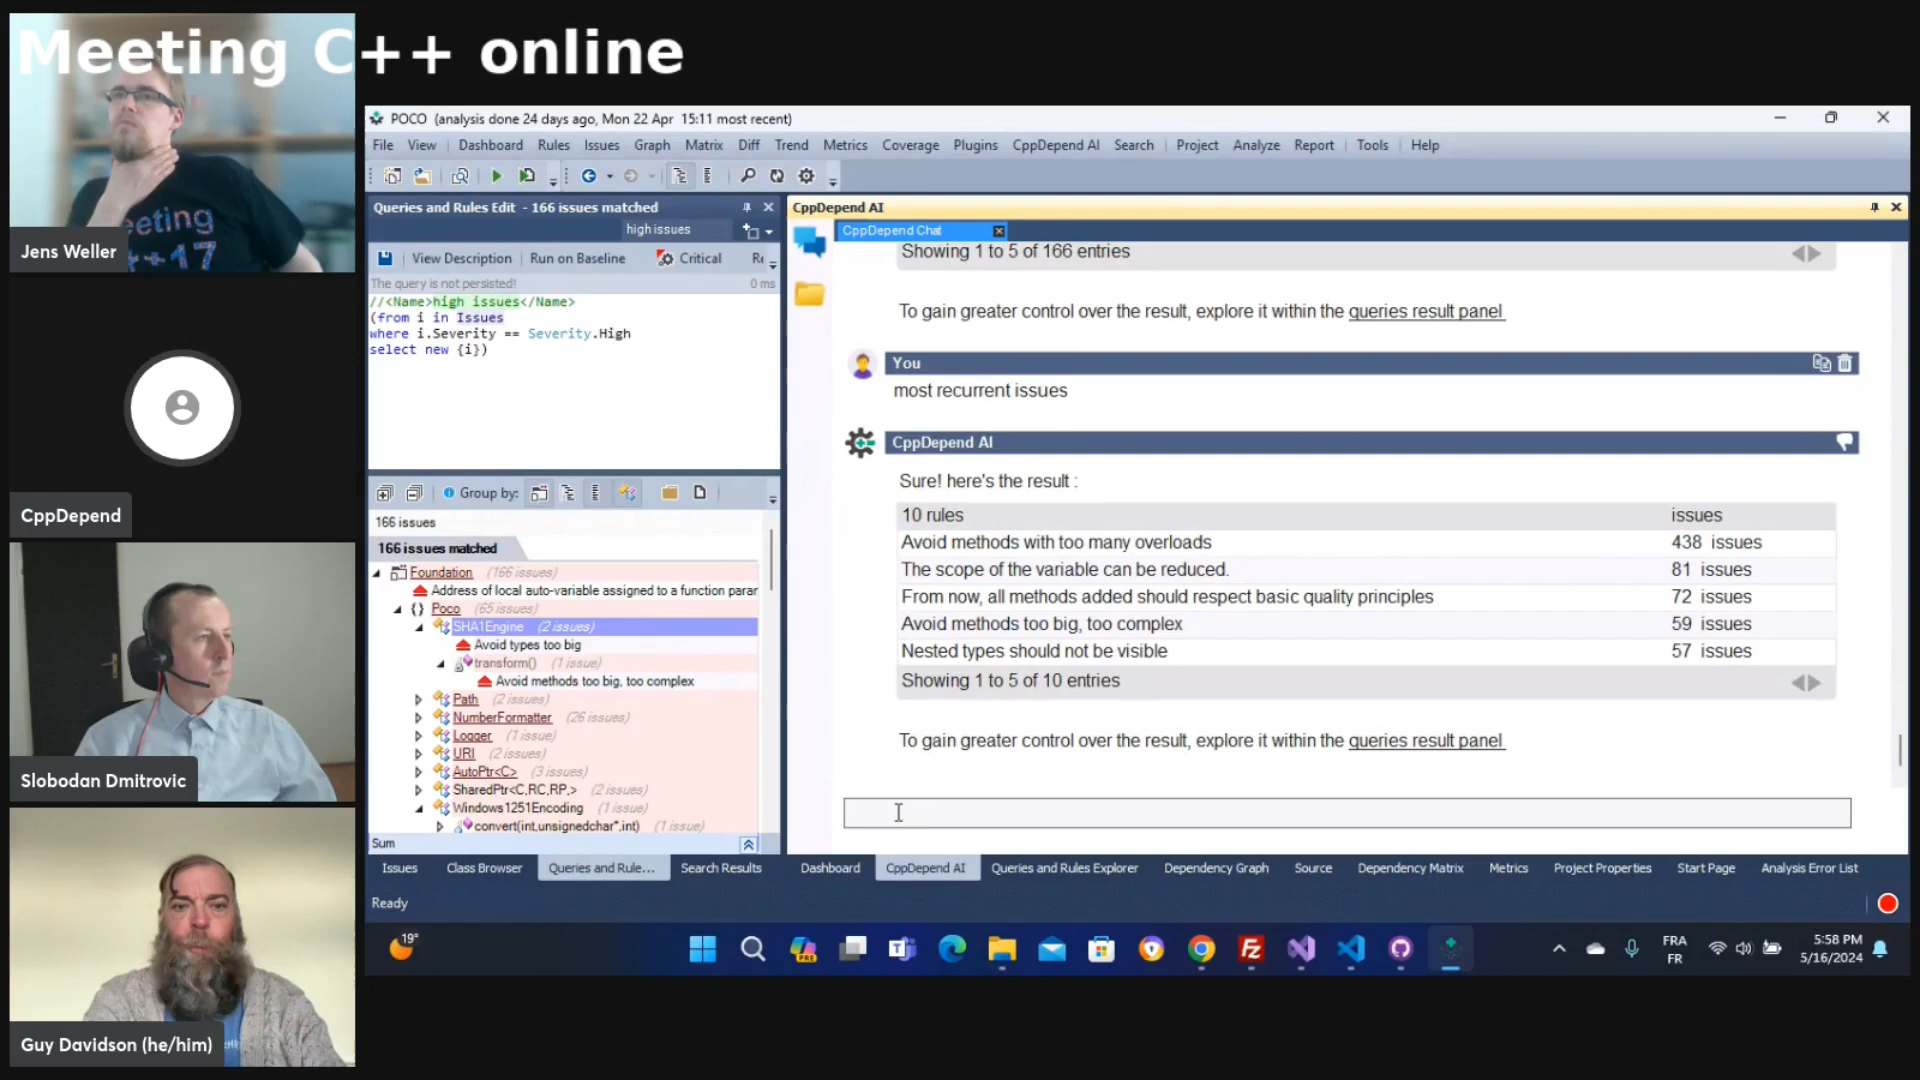 Meeting C++ online
Jens Weller
CppDepend
Slobodan Dmitrovic
Guy Davidson (he/him)
POCO (analysis done 24 days ago, Mon 22 Apr 15:11 most recent)
File View Dashboard Rules Issues Graph Matrix Diff Trend Metrics Coverage Plugins CppDepend AI Search Project Analyze Report Tools Help
Queries and Rules Edit - 166 issues matched
high issues
View Description Run on Baseline Critical Re
The query is not persisted! 0 ms
//<Name>high issues</Name>
(from i in Issues
where i.Severity == Severity.High
select new {i})
Group by:
166 issues
166 issues matched
Foundation (166 issues)
Address of local auto-variable assigned to a function parar
{} Poco (65 issues)
SHA1Engine (2 issues)
Avoid types too big
transform() (1 issue)
Avoid methods too big, too complex
Path (2 issues)
NumberFormatter (26 issues)
Logger (1 issue)
URI (2 issues)
AutoPtr<C> (3 issues)
SharedPtr<C,RC,RP,> (2 issues)
Windows1251Encoding (1 issue)
convert(int,unsignedchar*,int) (1 issue)
Sum
Issues Class Browser Queries and Rule... Search Results
CppDepend AI
CppDepend Chat
Showing 1 to 5 of 166 entries
To gain greater control over the result, explore it within the queries result panel
You
most recurrent issues
CppDepend AI
Sure! here's the result :
10 rules issues
Avoid methods with too many overloads 438 issues
The scope of the variable can be reduced. 81 issues
From now, all methods added should respect basic quality principles 72 issues
Avoid methods too big, too complex 59 issues
Nested types should not be visible 57 issues
Showing 1 to 5 of 10 entries
To gain greater control over the result, explore it within the queries result panel
Dashboard CppDepend AI Queries and Rules Explorer Dependency Graph Source Dependency Matrix Metrics Project Properties Start Page Analysis Error List
Ready
19°
PRE
FRA
FR
5:58 PM
5/16/2024